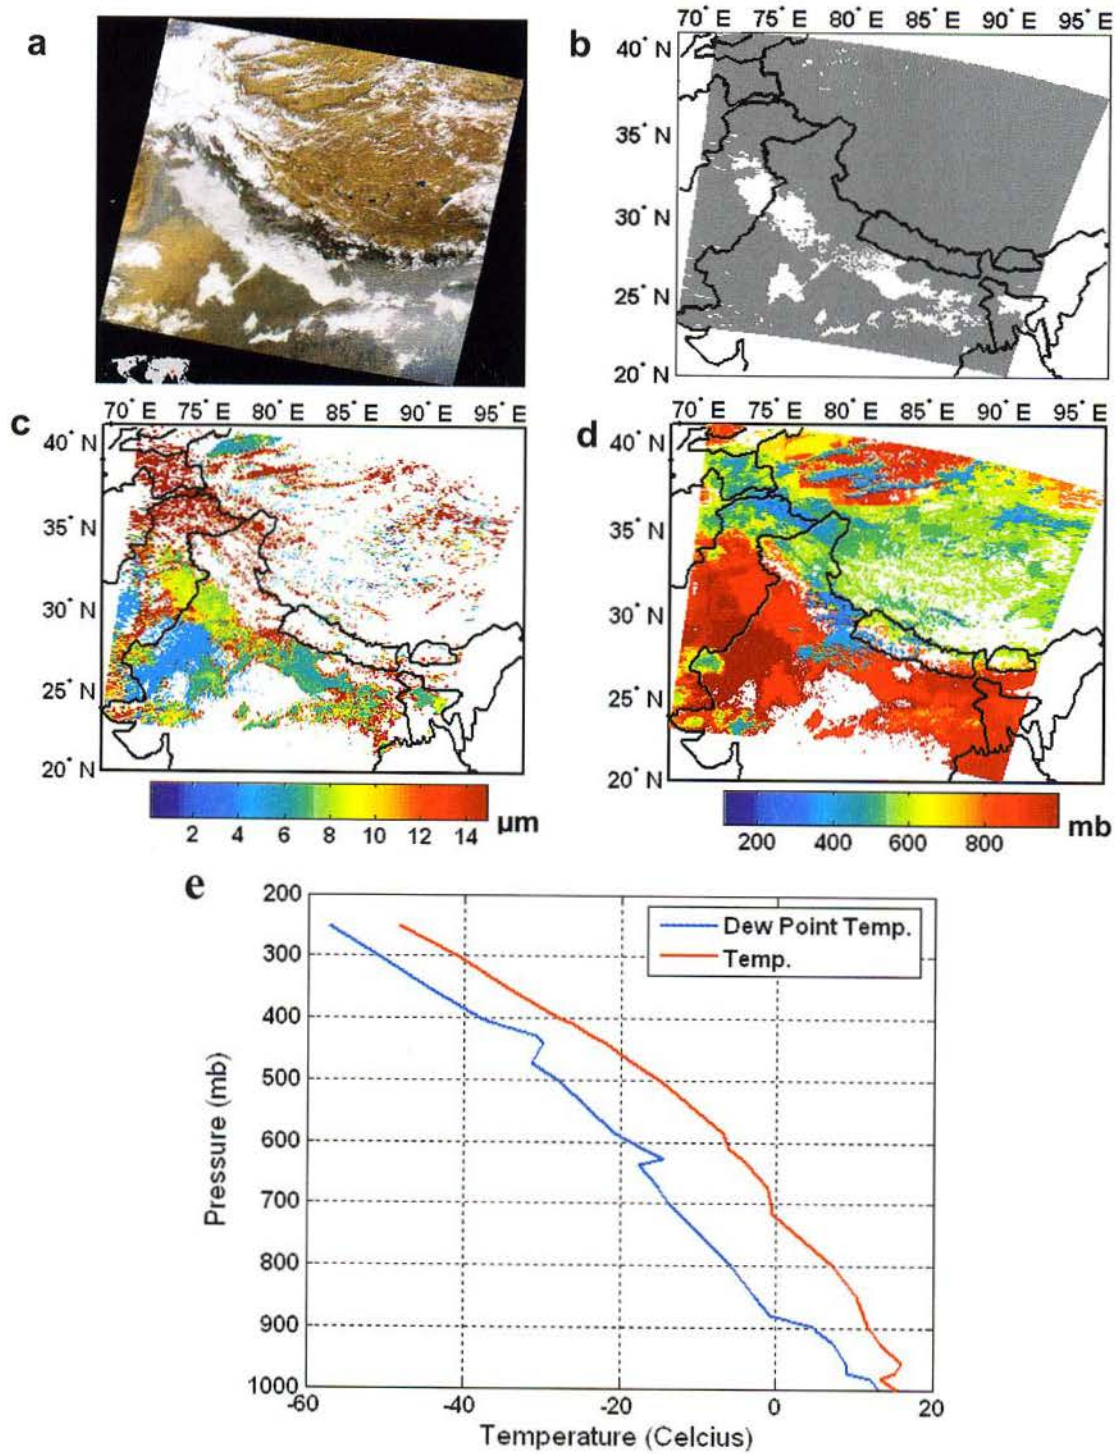 a
b
70° E 75° E 80° E 85° E 90° E 95° E
40° N
35° N
30° N
25° N
20° N
c
70° E 75° E 80° E 85° E 90° E 95° E
40° N
35° N
30° N
25° N
20° N
2 4 6 8 10 12 14 µm
d
70° E 75° E 80° E 85° E 90° E 95° E
40° N
35° N
30° N
25° N
20° N
200 400 600 800 mb
e
Dew Point Temp.
Temp.
Pressure (mb)
200
300
400
500
600
700
800
900
1000
-60 -40 -20 0 20
Temperature (Celcius)